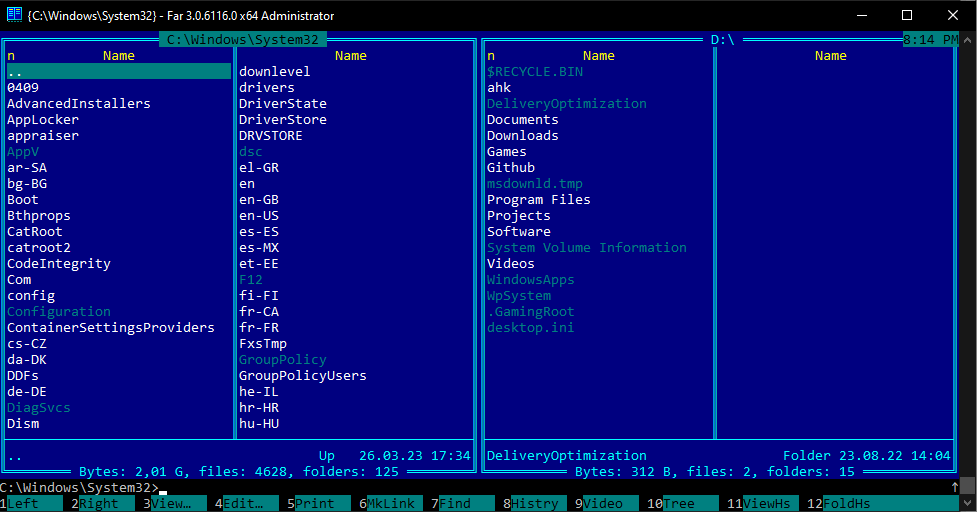 {C:\Windows\System32} - Far 3.0.6116.0 x64 Administrator
C:\Windows\System32
n Name Name
..
0409
AdvancedInstallers
AppLocker
appraiser
AppV
ar-SA
bg-BG
Boot
Bthprops
CatRoot
catroot2
CodeIntegrity
Com
config
Configuration
ContainerSettingsProviders
cs-CZ
da-DK
DDFs
de-DE
DiagSvcs
Dism
downlevel
drivers
DriverState
DriverStore
DRVSTORE
dsc
el-GR
en
en-GB
en-US
es-ES
es-MX
et-EE
F12
fi-FI
fr-CA
fr-FR
FxsTmp
GroupPolicy
GroupPolicyUsers
he-IL
hr-HR
hu-HU
.. Up 26.03.23 17:34
Bytes: 2,01 G, files: 4628, folders: 125
D:\ 8:14 PM
n Name Name
$RECYCLE.BIN
ahk
DeliveryOptimization
Documents
Downloads
Games
Github
msdownld.tmp
Program Files
Projects
Software
System Volume Information
Videos
WindowsApps
WpSystem
.GamingRoot
desktop.ini
DeliveryOptimization Folder 23.08.22 14:04
Bytes: 312 B, files: 2, folders: 15
C:\Windows\System32> ↑
1Left 2Right 3View… 4Edit… 5Print 6MkLink 7Find 8Histry 9Video 10Tree 11ViewHs 12FoldHs